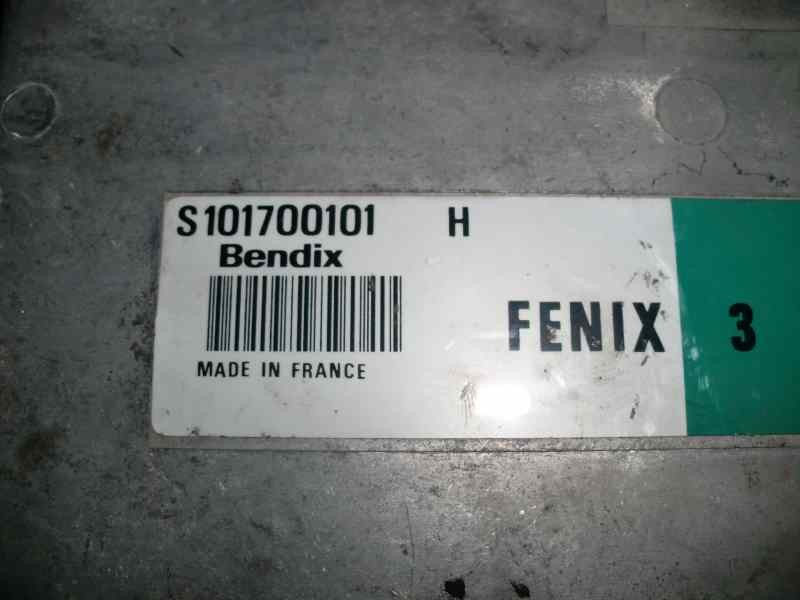 S101700101 H
Bendix
FENIX 3
MADE IN FRANCE